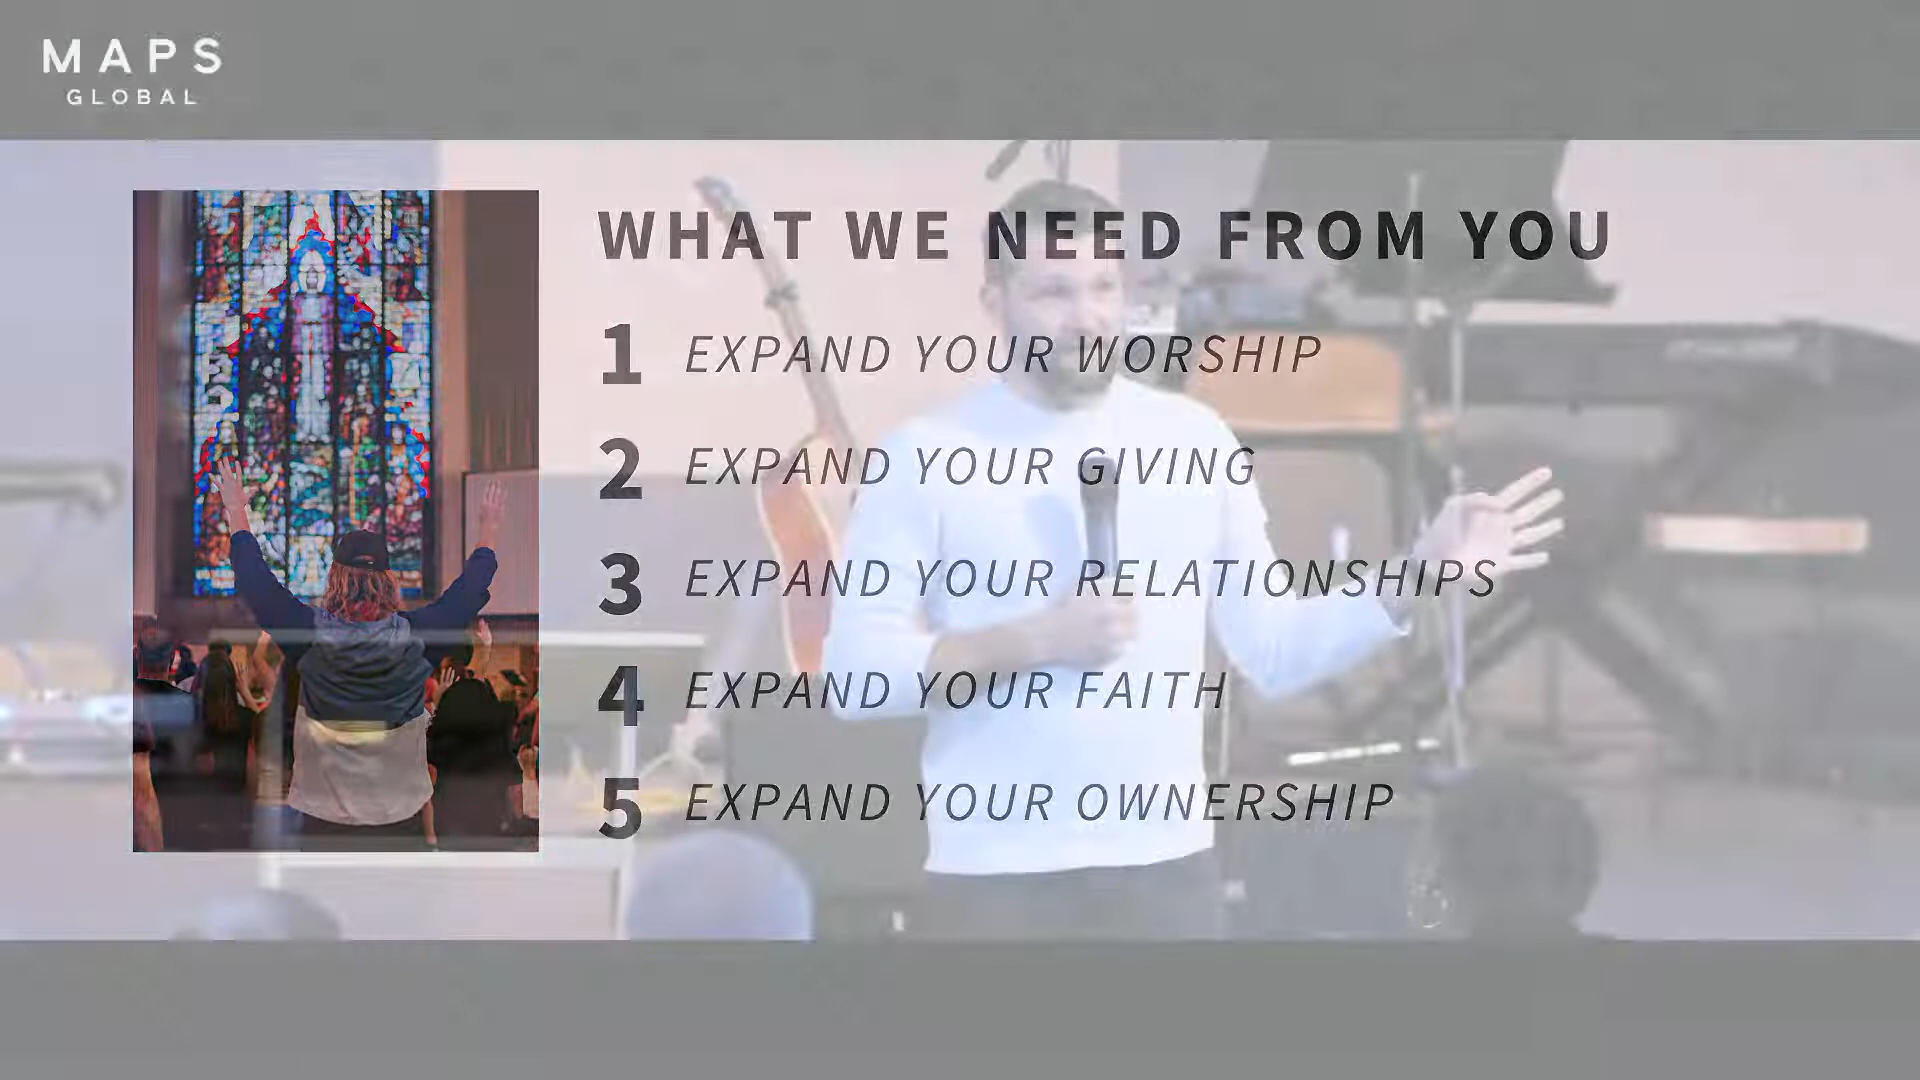 MAPS
GLOBAL
WHAT WE NEED FROM YOU
1 EXPAND YOUR WORSHIP
2 EXPAND YOUR GIVING
3 EXPAND YOUR RELATIONSHIPS
4 EXPAND YOUR FAITH
5 EXPAND YOUR OWNERSHIP